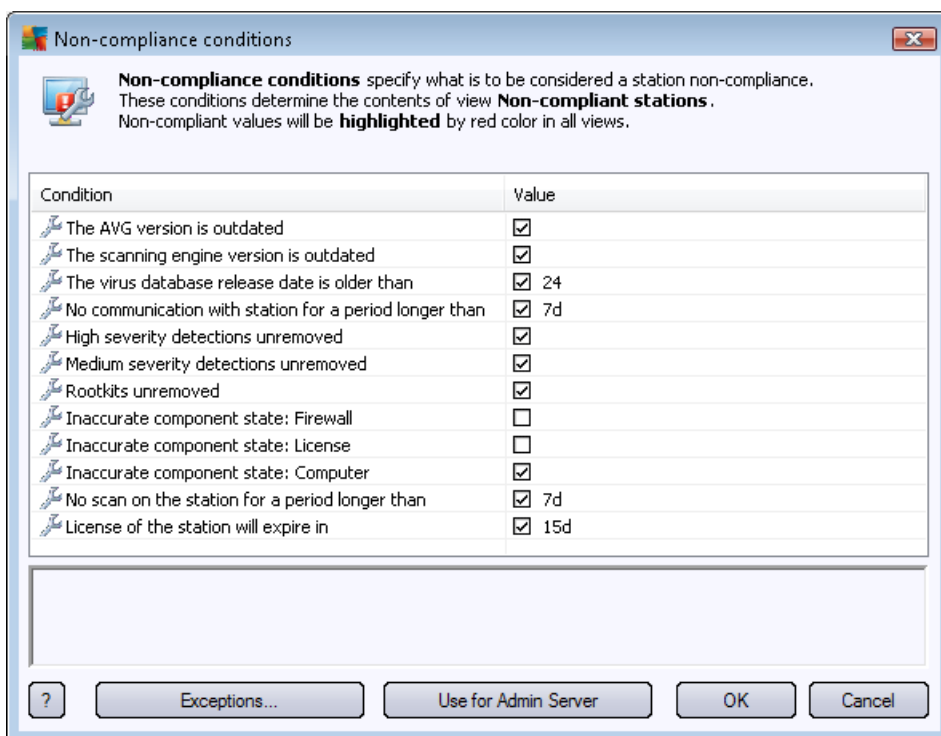 Non-compliance conditions
Non-compliance conditions specify what is to be considered a station non-compliance.
These conditions determine the contents of view Non-compliant stations.
Non-compliant values will be highlighted by red color in all views.
Condition Value
The AVG version is outdated
The scanning engine version is outdated
The virus database release date is older than 24
No communication with station for a period longer than 7d
High severity detections unremoved
Medium severity detections unremoved
Rootkits unremoved
Inaccurate component state: Firewall
Inaccurate component state: License
Inaccurate component state: Computer
No scan on the station for a period longer than 7d
License of the station will expire in 15d
? Exceptions... Use for Admin Server OK Cancel